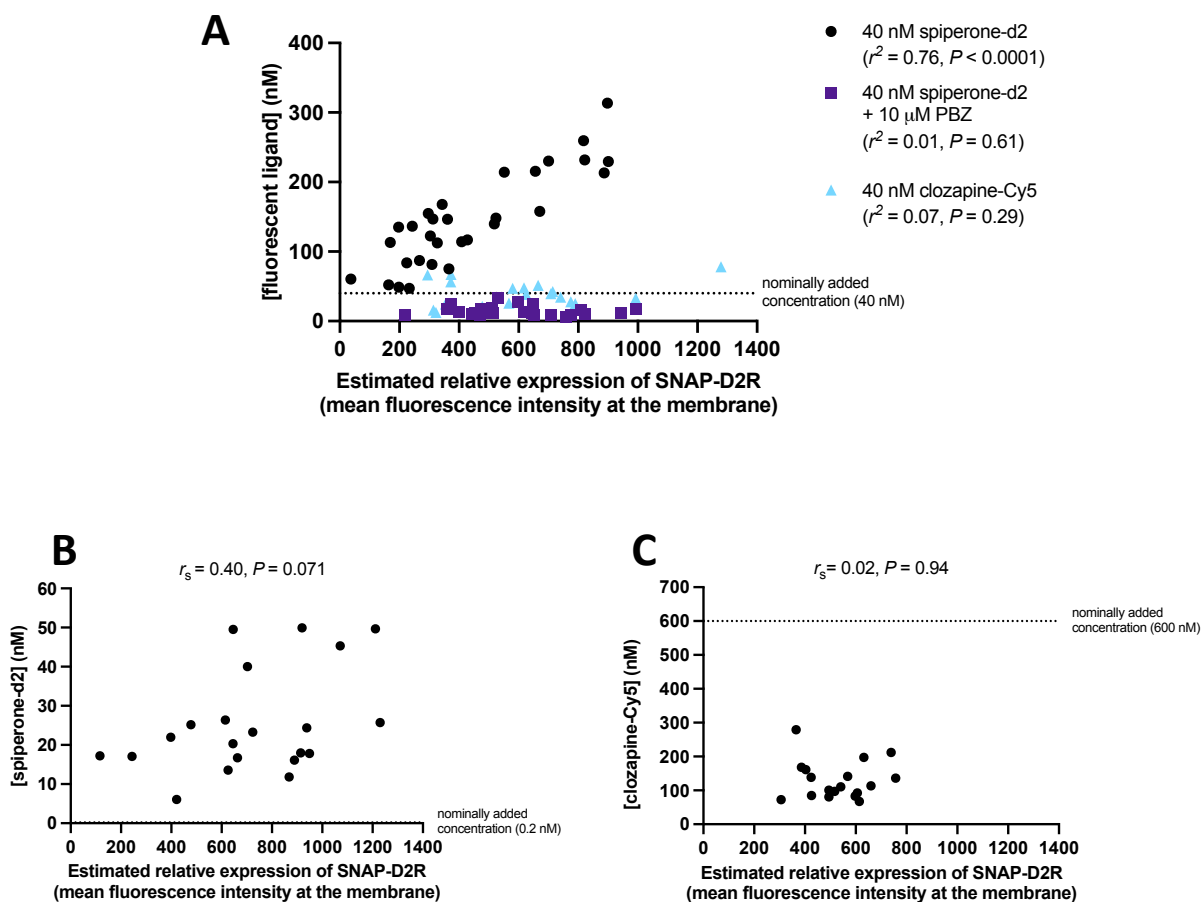 A
40 nM spiperone-d2
(r² = 0.76, P < 0.0001)
40 nM spiperone-d2
+ 10 μM PBZ
(r² = 0.01, P = 0.61)
40 nM clozapine-Cy5
(r² = 0.07, P = 0.29)
[fluorescent ligand] (nM)
400
300
200
100
0
nominally added
concentration (40 nM)
0 200 400 600 800 1000 1200 1400
Estimated relative expression of SNAP-D2R
(mean fluorescence intensity at the membrane)
B
rs = 0.40, P = 0.071
[spiperone-d2] (nM)
60
50
40
30
20
10
0
nominally added
concentration (0.2 nM)
0 200 400 600 800 1000 1200 1400
Estimated relative expression of SNAP-D2R
(mean fluorescence intensity at the membrane)
C
rs = 0.02, P = 0.94
[clozapine-Cy5] (nM)
700
600
500
400
300
200
100
0
nominally added
concentration (600 nM)
0 200 400 600 800 1000 1200 1400
Estimated relative expression of SNAP-D2R
(mean fluorescence intensity at the membrane)